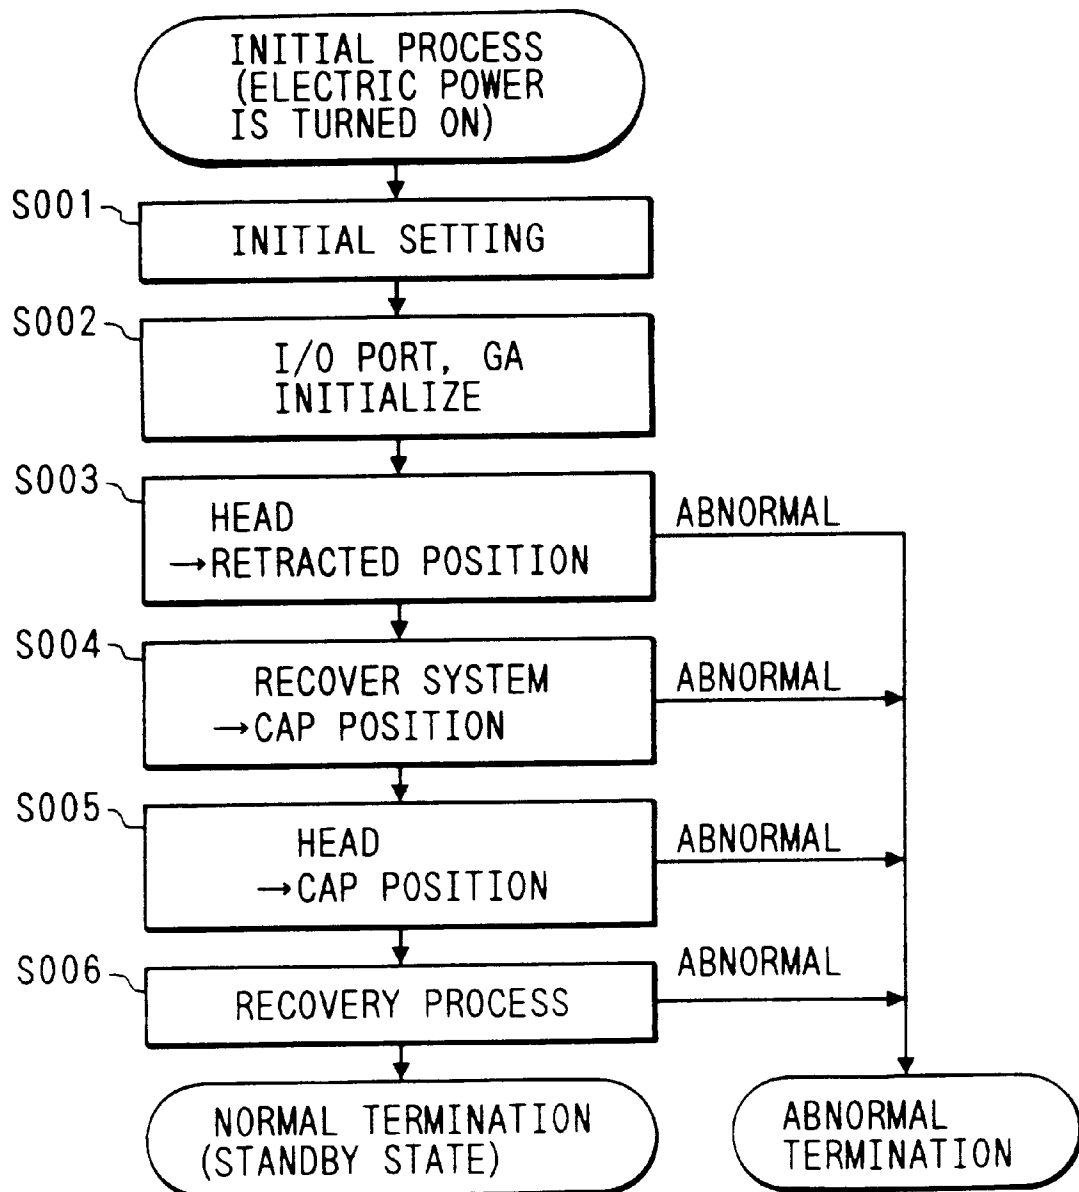 INITIAL PROCESS
(ELECTRIC POWER
IS TURNED ON)
S001
INITIAL SETTING
S002
I/O PORT, GA
INITIALIZE
S003
HEAD
→RETRACTED POSITION
ABNORMAL
S004
RECOVER SYSTEM
→CAP POSITION
ABNORMAL
S005
HEAD
→CAP POSITION
ABNORMAL
S006
RECOVERY PROCESS
ABNORMAL
NORMAL TERMINATION
(STANDBY STATE)
ABNORMAL
TERMINATION